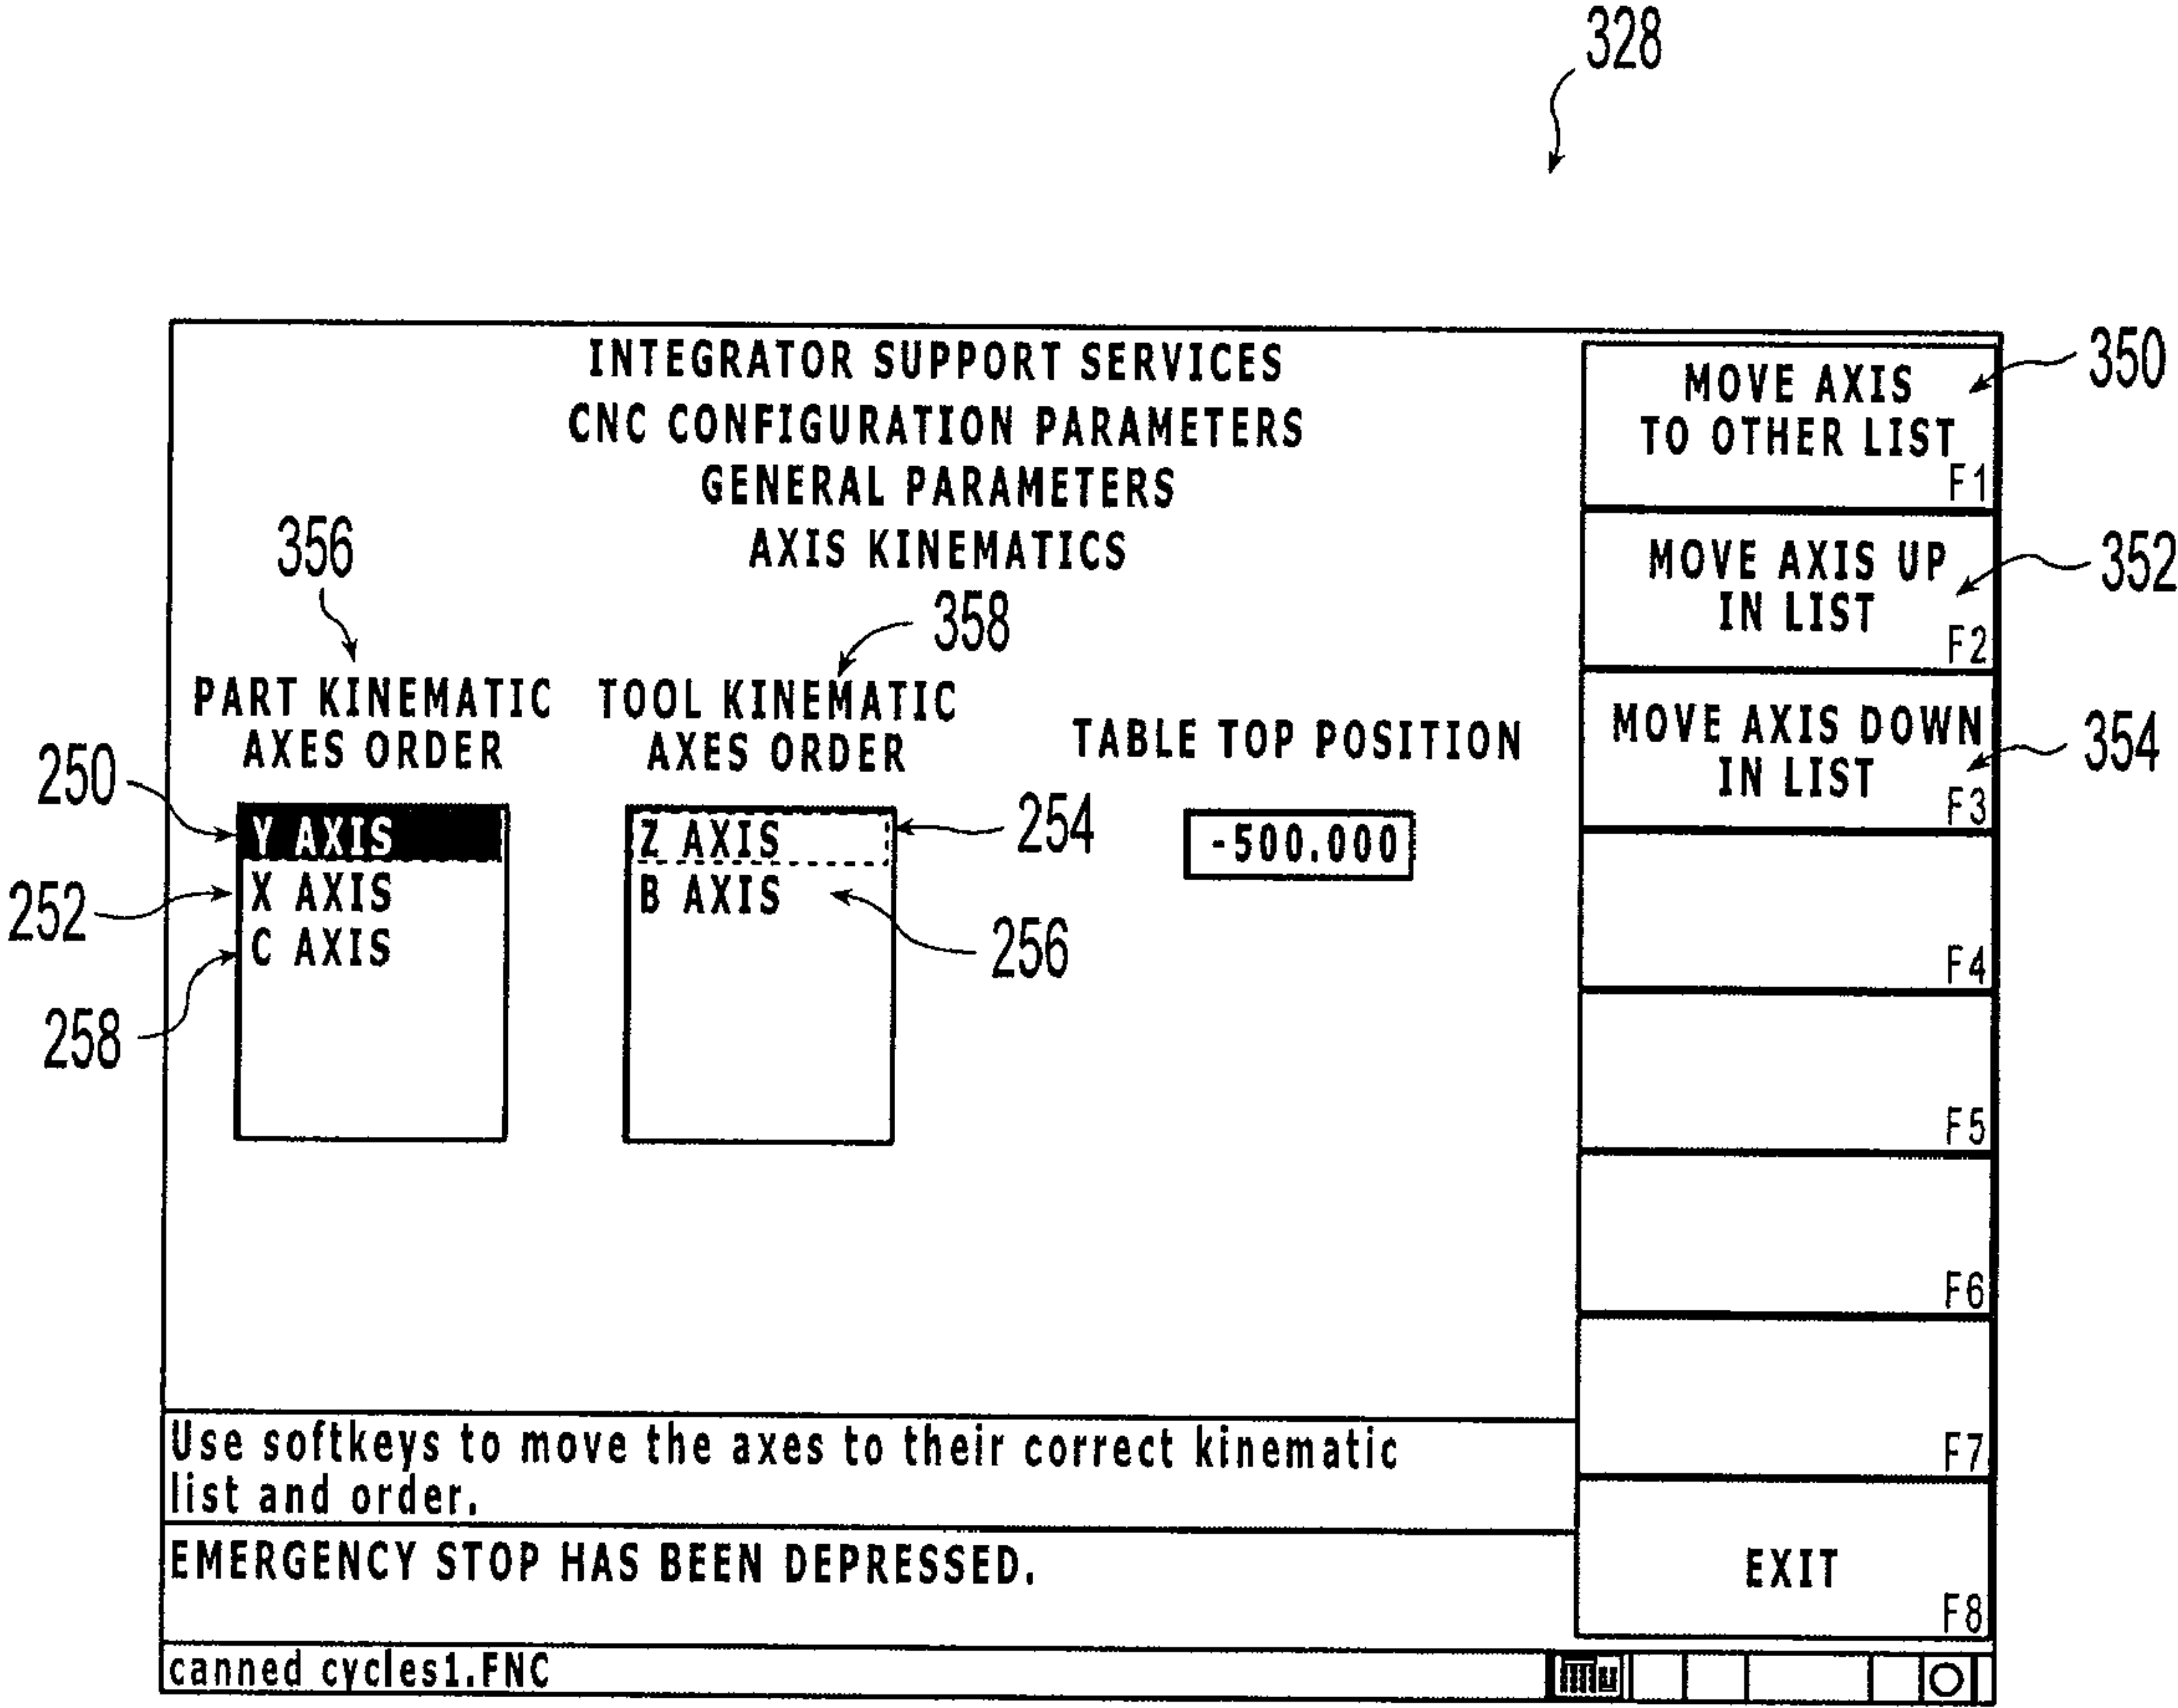 328
INTEGRATOR SUPPORT SERVICES
CNC CONFIGURATION PARAMETERS
GENERAL PARAMETERS
AXIS KINEMATICS
356
358
PART KINEMATIC
AXES ORDER
TOOL KINEMATIC
AXES ORDER
TABLE TOP POSITION
250
Y AXIS
252
X AXIS
258
C AXIS
Z AXIS
254
B AXIS
256
-500.000
MOVE AXIS
TO OTHER LIST
F1
350
MOVE AXIS UP
IN LIST
F2
352
MOVE AXIS DOWN
IN LIST
F3
354
F4
F5
F6
F7
EXIT
F8
Use softkeys to move the axes to their correct kinematic
list and order.
EMERGENCY STOP HAS BEEN DEPRESSED.
canned cycles1.FNC